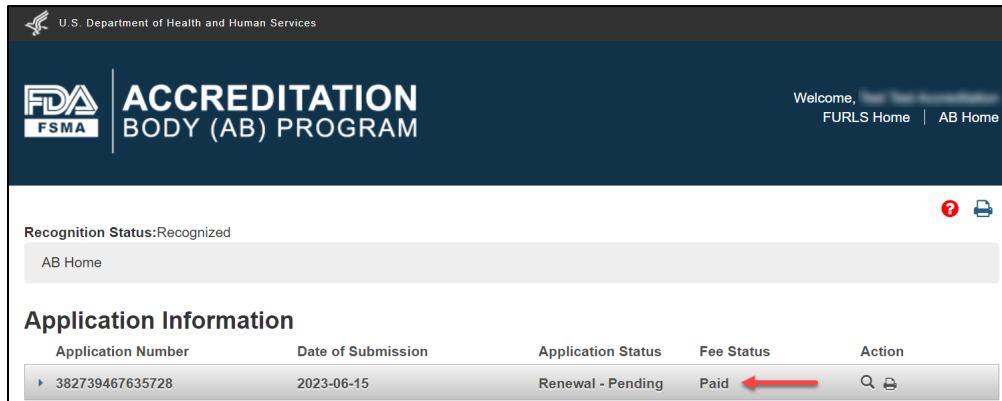 U.S. Department of Health and Human Services
FDA
FSMA
ACCREDITATION
BODY (AB) PROGRAM
Welcome,
FURLS Home | AB Home
?
Recognition Status:Recognized
AB Home
Application Information
Application Number Date of Submission Application Status Fee Status Action
382739467635728 2023-06-15 Renewal - Pending Paid